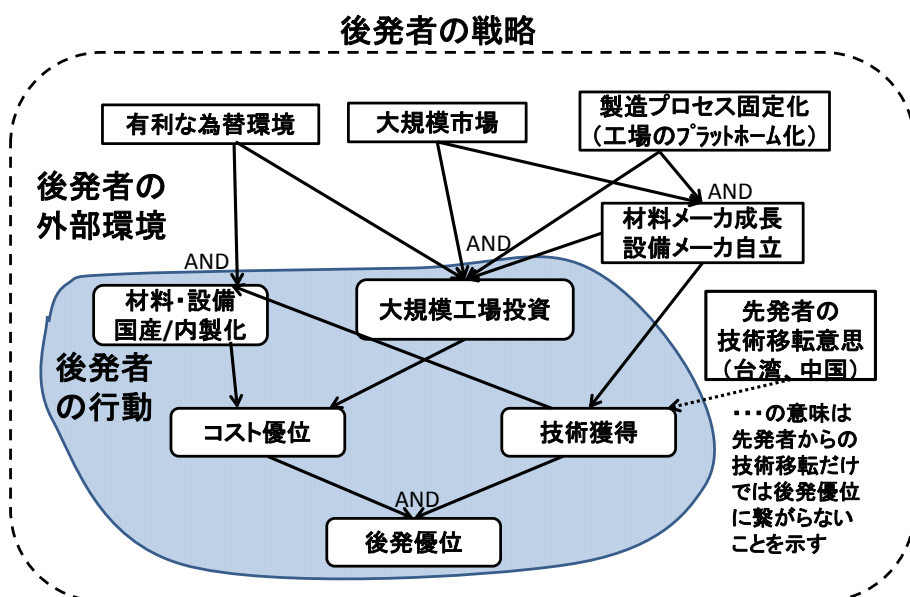 後発者の戦略
有利な為替環境
大規模市場
製造プロセス固定化
(工場のプラットホーム化)
後発者の
外部環境
AND
材料メーカ成長
設備メーカ自立
AND
AND
材料・設備
国産/内製化
大規模工場投資
先発者の
技術移転意思
(台湾、中国)
後発者
の行動
コスト優位
技術獲得
・・・の意味は
先発者からの
技術移転だけ
では後発優位
に繋がらない
ことを示す
AND
後発優位